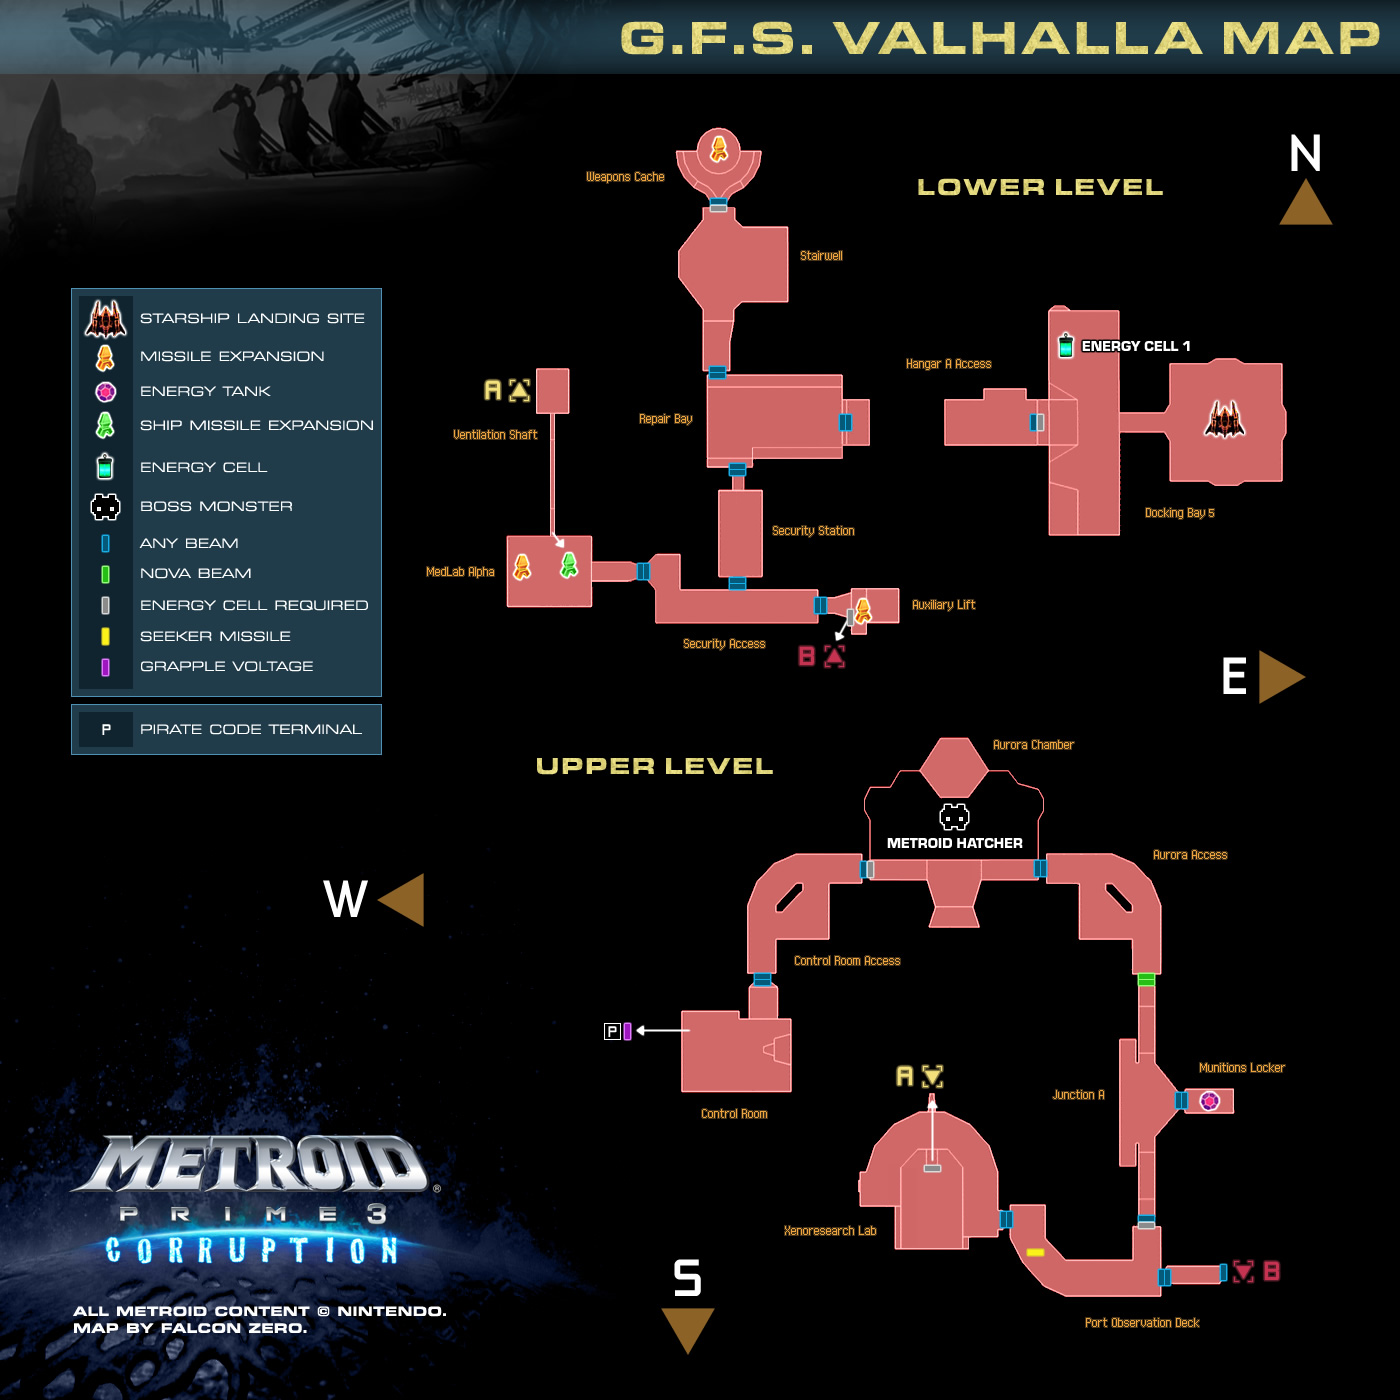 G.F.S. VALHALLA MAP
N
LOWER LEVEL
Weapons Cache
Stairwell
STARSHIP LANDING SITE
MISSILE EXPANSION
ENERGY TANK
SHIP MISSILE EXPANSION
ENERGY CELL
BOSS MONSTER
ANY BEAM
NOVA BEAM
ENERGY CELL REQUIRED
SEEKER MISSILE
GRAPPLE VOLTAGE
P PIRATE CODE TERMINAL
ENERGY CELL 1
Hangar A Access
A
Repair Bay
Ventilation Shaft
Docking Bay 5
Security Station
MedLab Alpha
Auxiliary Lift
Security Access
B
E
UPPER LEVEL
Aurora Chamber
METROID HATCHER
Aurora Access
W
Control Room Access
P
Munitions Locker
A
Junction A
Control Room
Xenoresearch Lab
S
B
Port Observation Deck
METROID ®
PRIME 3
CORRUPTION
ALL METROID CONTENT © NINTENDO.
MAP BY FALCON ZERO.